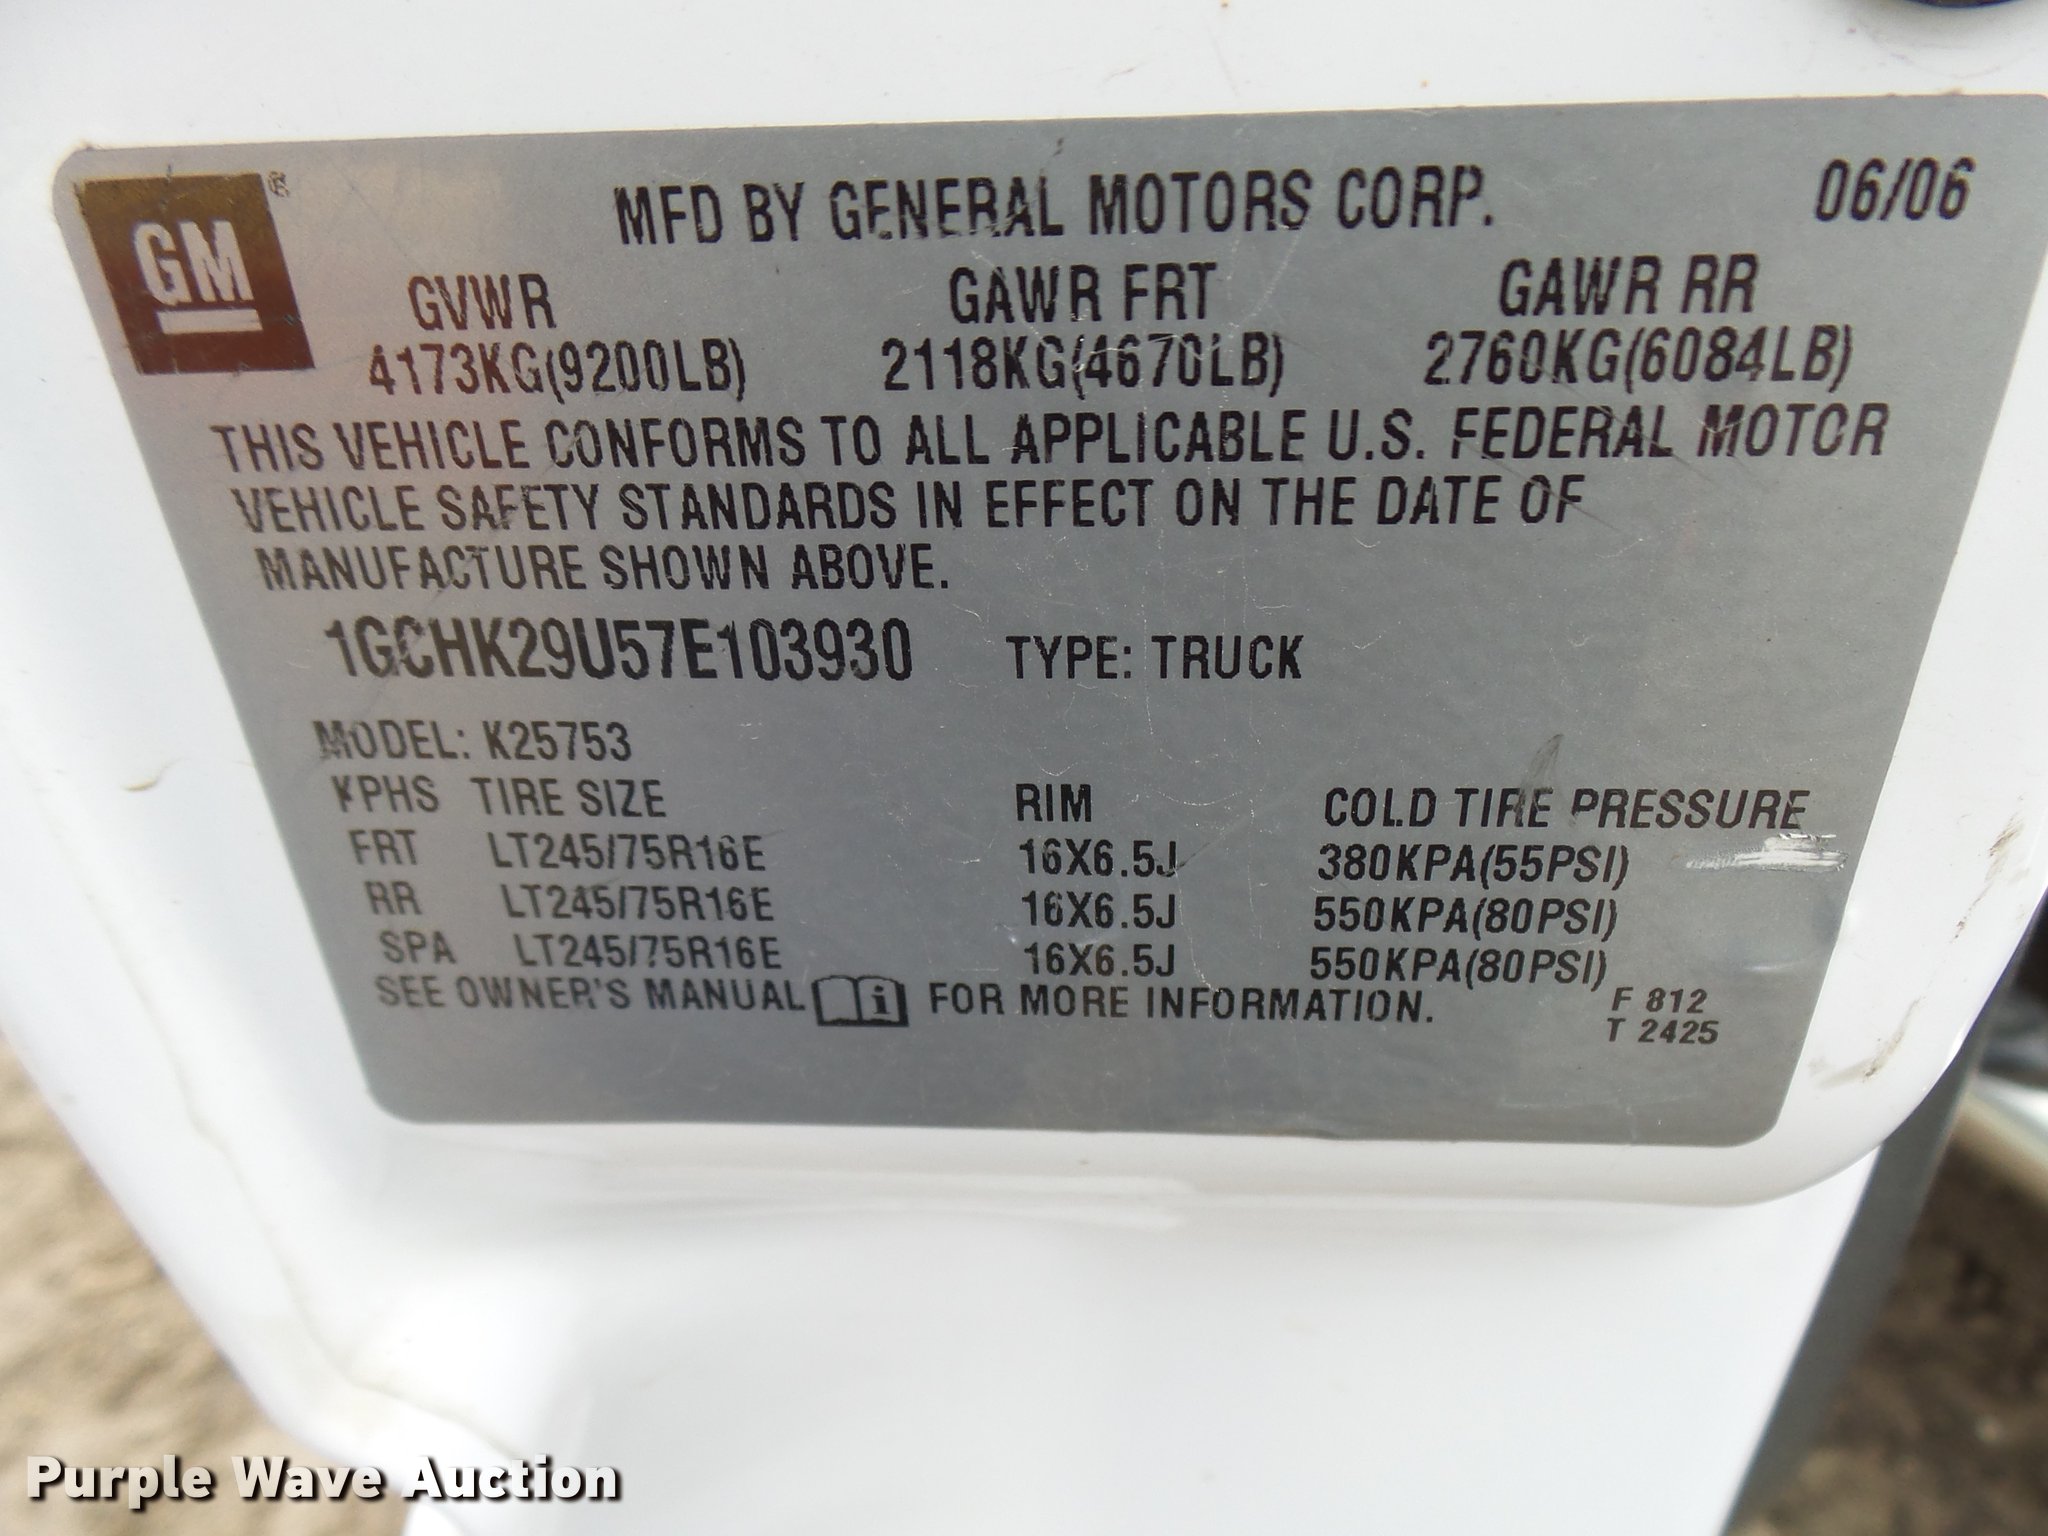 GM®
MFD BY GENERAL MOTORS CORP. 06/06
GVWR GAWR FRT GAWR RR
4173KG(9200LB) 2118KG(4670LB) 2760KG(6084LB)
THIS VEHICLE CONFORMS TO ALL APPLICABLE U.S. FEDERAL MOTOR
VEHICLE SAFETY STANDARDS IN EFFECT ON THE DATE OF
MANUFACTURE SHOWN ABOVE.
1GCHK29U57E103930 TYPE: TRUCK
MODEL: K25753
KPHS TIRE SIZE RIM COLD TIRE PRESSURE
FRT LT245/75R16E 16X6.5J 380KPA(55PSI)
RR LT245/75R16E 16X6.5J 550KPA(80PSI)
SPA LT245/75R16E 16X6.5J 550KPA(80PSI)
SEE OWNER'S MANUAL i FOR MORE INFORMATION.
F 812
T 2425
Purple Wave Auction